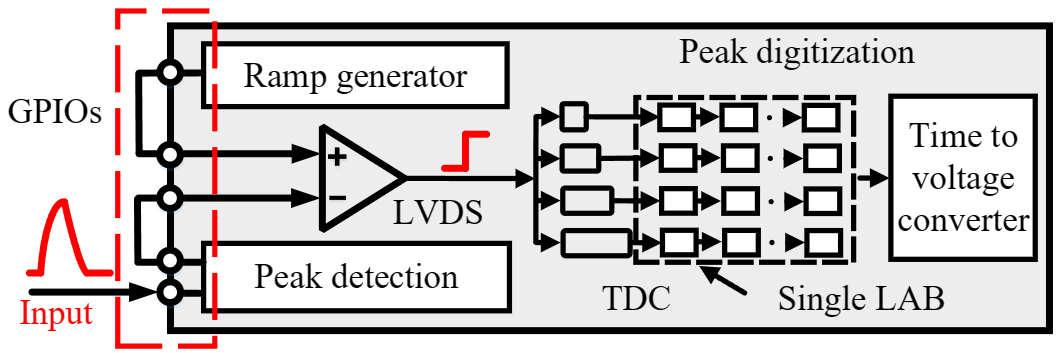 Peak digitization
Ramp generator
GPIOs
+
−
LVDS
Time to
voltage
converter
Peak detection
Input
TDC
Single LAB